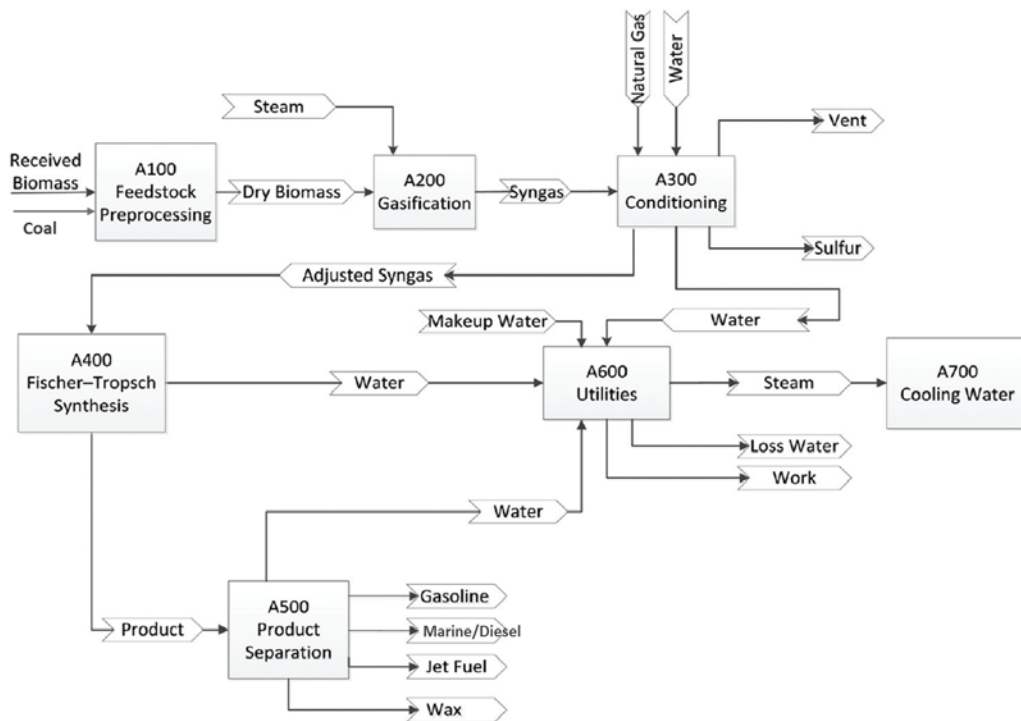 Natural Gas
Water
Steam
Vent
Received
Biomass
Coal
A100
Feedstock
Preprocessing
Dry Biomass
A200
Gasification
Syngas
A300
Conditioning
Sulfur
Adjusted Syngas
Makeup Water
Water
A400
Fischer–Tropsch
Synthesis
Water
A600
Utilities
Steam
A700
Cooling Water
Loss Water
Work
Water
Product
A500
Product
Separation
Gasoline
Marine/Diesel
Jet Fuel
Wax